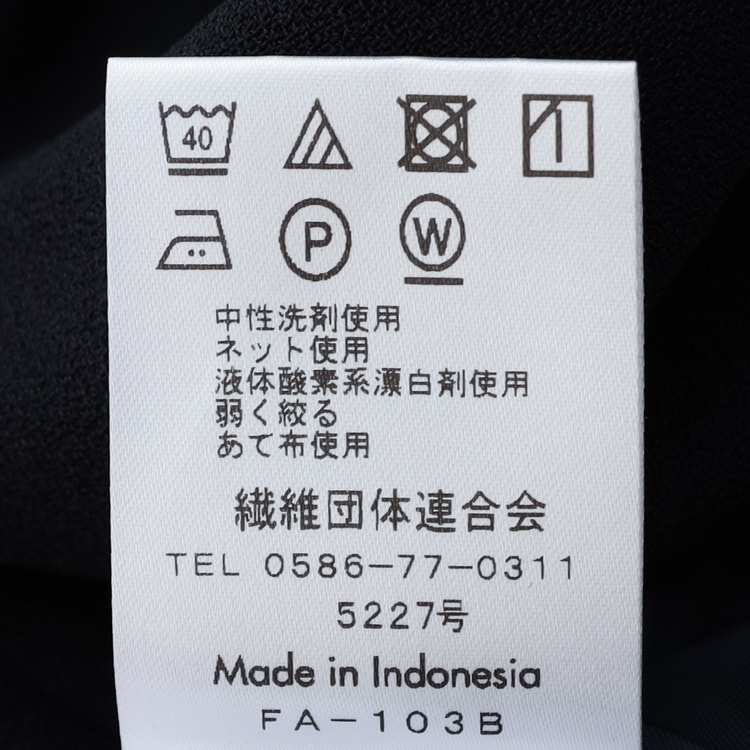 40
P
W
中性洗剤使用
ネット使用
液体酸素系漂白剤使用
弱く絞る
あて布使用
繊維団体連合会
TEL 0586-77-0311
5227号
Made in Indonesia
FA-103B